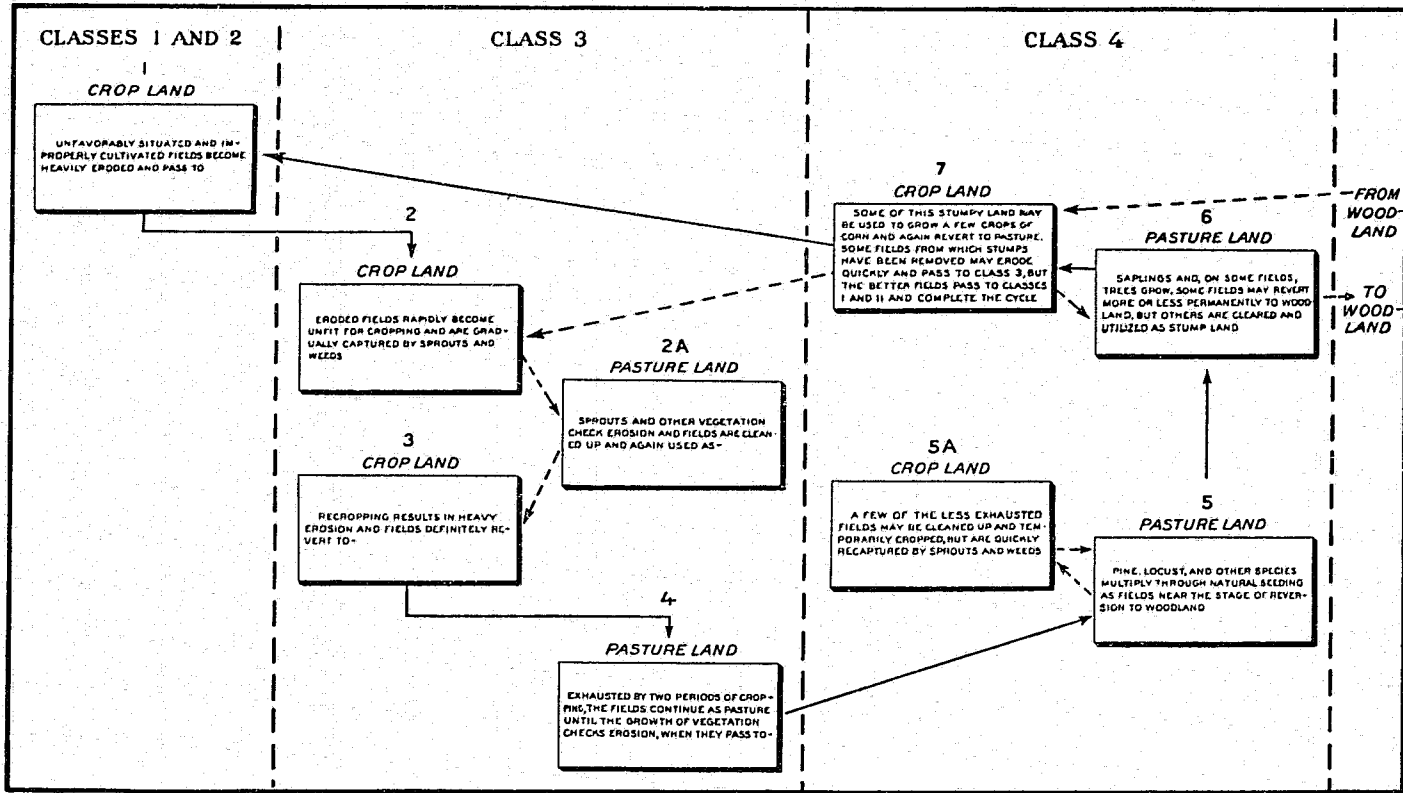 CLASSES 1 AND 2
1
CROP LAND
UNFAVORABLY SITUATED AND IM-
PROPERLY CULTIVATED FIELDS BECOME
HEAVILY ERODED AND PASS TO
CLASS 3
2
CROP LAND
ERODED FIELDS RAPIDLY BECOME
UNFIT FOR CROPPING AND ARE GRAD-
UALLY CAPTURED BY SPROUTS AND
WEEDS
2A
PASTURE LAND
SPROUTS AND OTHER VEGETATION
CHECK EROSION AND FIELDS ARE CLEAN-
ED UP AND AGAIN USED AS-
3
CROP LAND
RECROPPING RESULTS IN HEAVY
EROSION AND FIELDS DEFINITELY RE-
VERT TO-
4
PASTURE LAND
EXHAUSTED BY TWO PERIODS OF CROP-
PING, THE FIELDS CONTINUE AS PASTURE
UNTIL THE GROWTH OF VEGETATION
CHECKS EROSION, WHEN THEY PASS TO-
CLASS 4
7
CROP LAND
SOME OF THIS STUMPY LAND MAY
BE USED TO GROW A FEW CROPS OF
CORN AND AGAIN REVERT TO PASTURE.
SOME FIELDS FROM WHICH STUMPS
HAVE BEEN REMOVED MAY ERODE
QUICKLY AND PASS TO CLASS 3, BUT
THE BETTER FIELDS PASS TO CLASSES
I AND II AND COMPLETE THE CYCLE
6
PASTURE LAND
SAPLINGS AND, ON SOME FIELDS,
TREES GROW. SOME FIELDS MAY REVERT
MORE OR LESS PERMANENTLY TO WOOD-
LAND, BUT OTHERS ARE CLEARED AND
UTILIZED AS STUMP LAND
5A
CROP LAND
A FEW OF THE LESS EXHAUSTED
FIELDS MAY BE CLEANED UP AND TEM-
PORARILY CROPPED, BUT ARE QUICKLY
RECAPTURED BY SPROUTS AND WEEDS
5
PASTURE LAND
PINE, LOCUST, AND OTHER SPECIES
MULTIPLY THROUGH NATURAL SEEDING
AS FIELDS NEAR THE STAGE OF REVER-
SION TO WOODLAND
FROM
WOOD-
LAND
TO
WOOD-
LAND